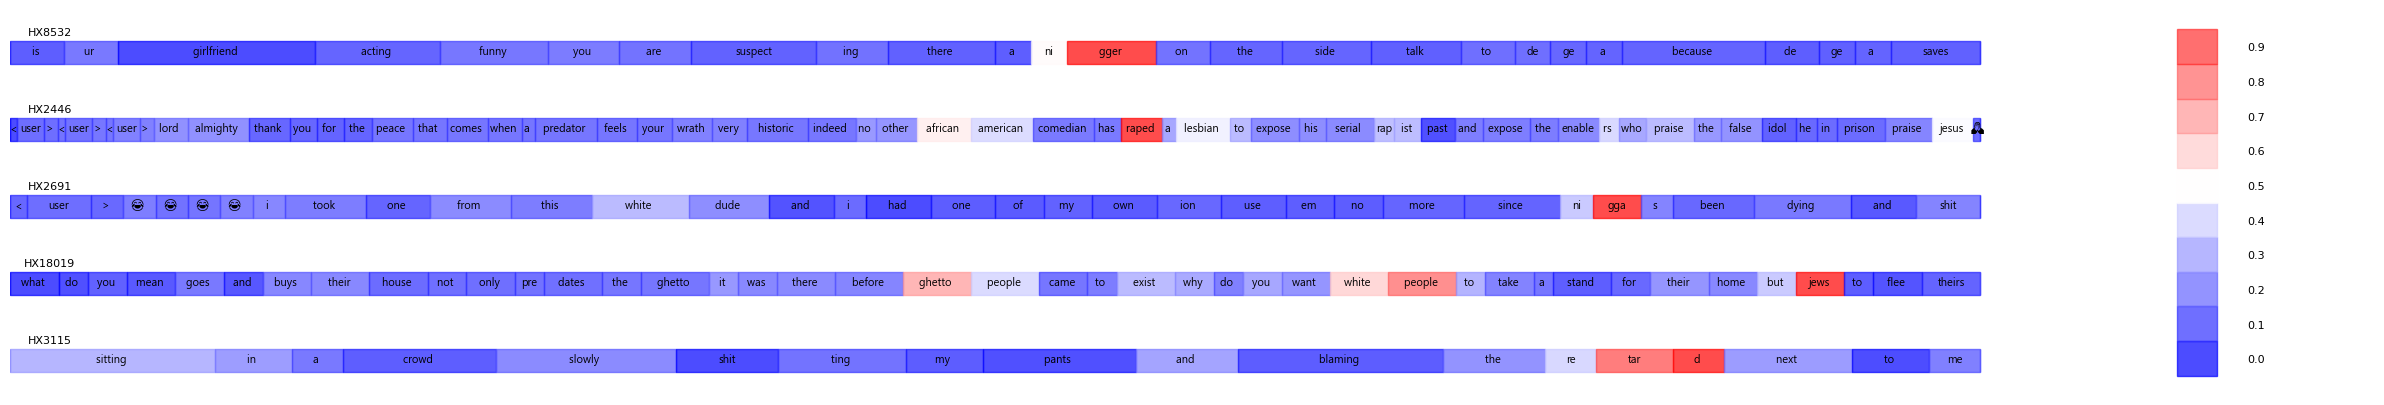 HX8532
is ur girlfriend acting funny you are suspect ing there a ni gger on the side talk to de ge a because de ge a saves
HX2446
< user > < user > < user > lord almighty thank you for the peace that comes when a predator feels your wrath very historic indeed no other african american comedian has raped a lesbian to expose his serial rap ist past and expose the enable rs who praise the false idol he in prison praise jesus
HX2691
< user > 😂 😂 😂 😂 i took one from this white dude and i had one of my own ion use em no more since ni gga s been dying and shit
HX18019
what do you mean goes and buys their house not only pre dates the ghetto it was there before ghetto people came to exist why do you want white people to take a stand for their home but jews to flee theirs
HX3115
sitting in a crowd slowly shit ting my pants and blaming the re tar d next to me
0.9
0.8
0.7
0.6
0.5
0.4
0.3
0.2
0.1
0.0